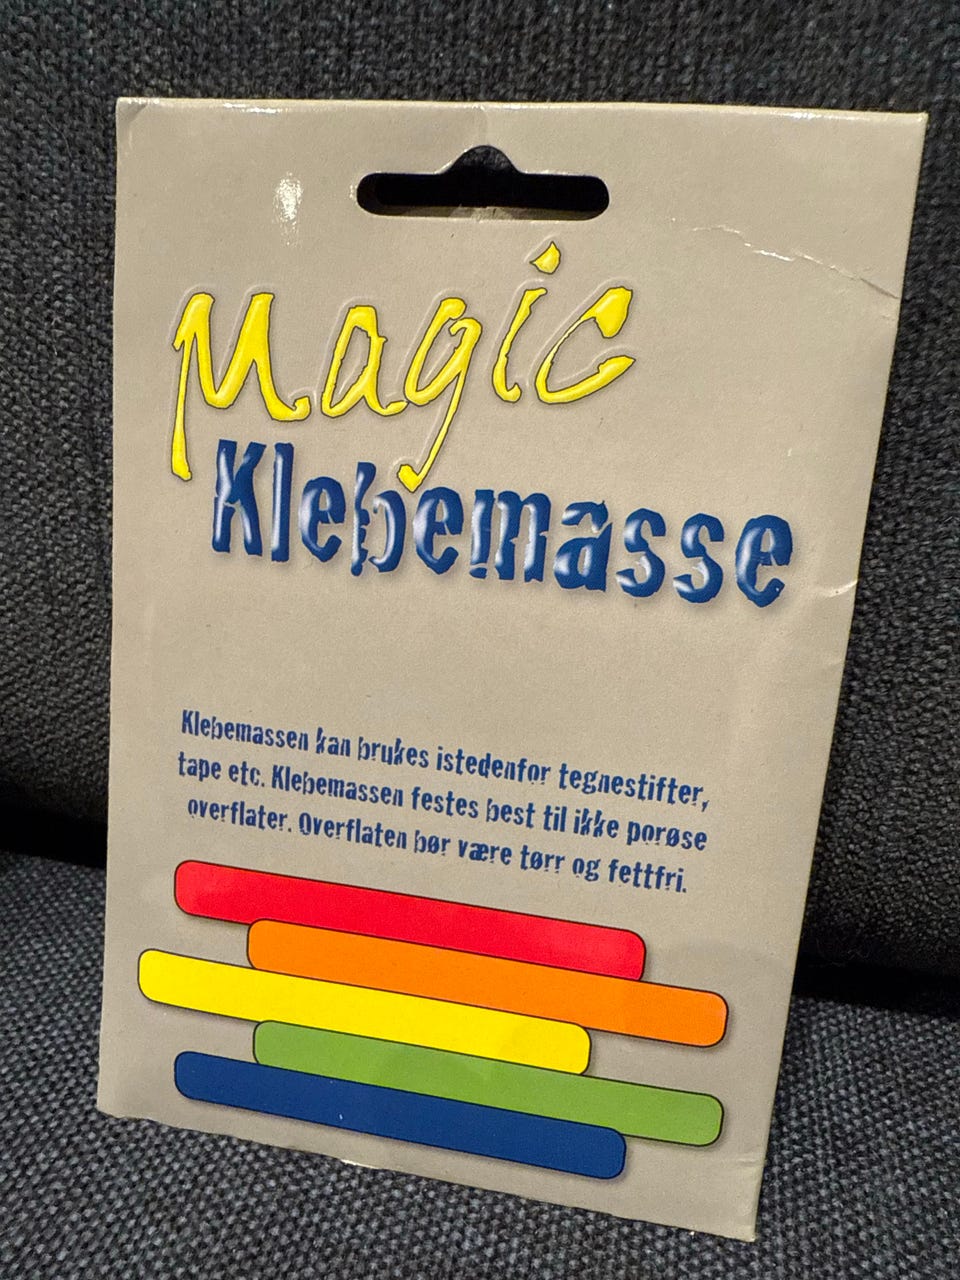 Magic
Klebemasse
Klebemassen kan brukes istedenfor tegnestifter,
tape etc. Klebemassen festes best til ikke porøse
overflater. Overflaten bør være tørr og fettfri.